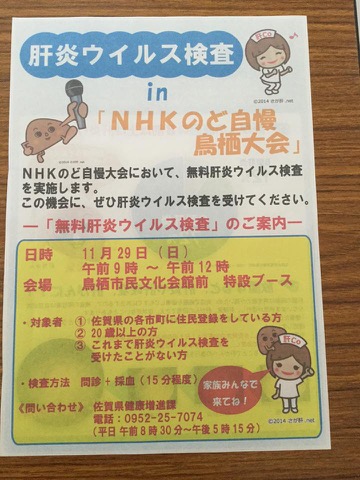 肝炎ウイルス検査
肝Co
©2014 さが肝.net
in
「NHKのど自慢
鳥栖大会」
NHKのど自慢大会において、無料肝炎ウイルス検査
を実施します。
この機会に、ぜひ肝炎ウイルス検査を受けてください。
―「無料肝炎ウイルス検査」のご案内―
日時　11月29日（日）
午前9時 ～ 午前12時
会場　鳥栖市民文化会館前　特設ブース
・対象者　① 佐賀県の各市町に住民登録をしている方
② 20歳以上の方
③ これまで肝炎ウイルス検査を
受けたことがない方
肝Co
・検査方法　問診 + 採血（15分程度）
家族みんなで
来てね！
《問い合わせ》　佐賀県健康増進課
電話：0952-25-7074
（平日 午前8時30分～午後5時15分）
©2014 さが肝.net